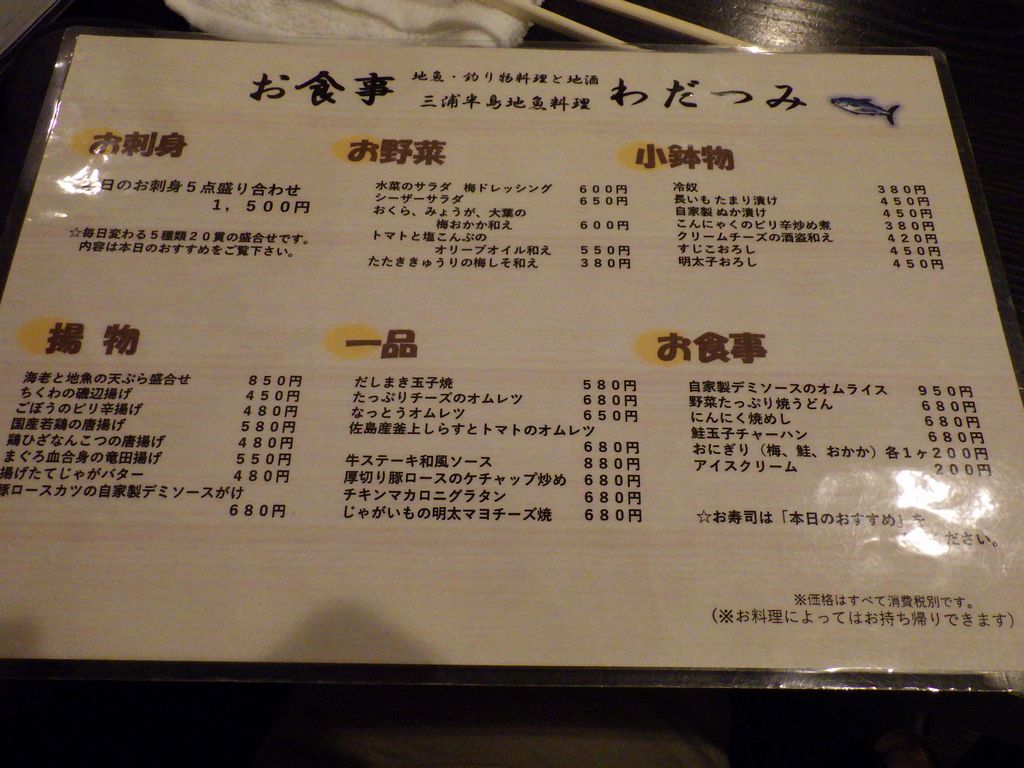 お食事
地魚・釣り物料理と地酒
三浦半島地魚料理
わだつみ
お刺身
日のお刺身５点盛り合わせ
１，５００円
☆毎日変わる５種類２０貫の盛合せです。
内容は本日のおすすめをご覧下さい。
お野菜
水菜のサラダ　梅ドレッシング　６００円
シーザーサラダ　６５０円
おくら、みょうが、大葉の
梅おかか和え　６００円
トマトと塩こんぶの
オリーブオイル和え　５５０円
たたききゅうりの梅しそ和え　３８０円
小鉢物
冷奴　３８０円
長いも たまり漬け　４５０円
自家製 ぬか漬け　４５０円
こんにゃくのピリ辛炒め煮　３８０円
クリームチーズの酒盗和え　４２０円
すじこおろし　４５０円
明太子おろし　４５０円
揚物
海老と地魚の天ぷら盛合せ　８５０円
ちくわの磯辺揚げ　４５０円
ごぼうのピリ辛揚げ　４８０円
国産若鶏の唐揚げ　５８０円
鶏ひざなんこつの唐揚げ　４８０円
まぐろ血合身の竜田揚げ　５５０円
揚げたてじゃがバター　４８０円
豚ロースカツの自家製デミソースがけ
６８０円
一品
だしまき玉子焼　５８０円
たっぷりチーズのオムレツ　６８０円
なっとうオムレツ　６５０円
佐島産釜上しらすとトマトのオムレツ
６８０円
牛ステーキ和風ソース　８８０円
厚切り豚ロースのケチャップ炒め　６８０円
チキンマカロニグラタン　６８０円
じゃがいもの明太マヨチーズ焼　６８０円
お食事
自家製デミソースのオムライス　９５０円
野菜たっぷり焼うどん　６８０円
にんにく焼めし　６８０円
鮭玉子チャーハン　６８０円
おにぎり（梅、鮭、おかか）各１ヶ２００円
アイスクリーム　２００円
☆お寿司は「本日のおすすめ」を
ださい。
※価格はすべて消費税別です。
（※お料理によってはお持ち帰りできます）